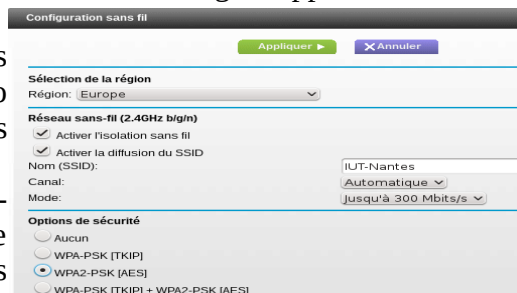 Configuration sans fil
Appliquer ▶ ✕ Annuler
s
Sélection de la région
Région: Europe
s
Réseau sans-fil (2.4GHz b/g/n)
Activer l'isolation sans fil
Activer la diffusion du SSID
Nom (SSID): IUT-Nantes
Canal: Automatique
Mode: Jusqu'à 300 Mbits/s
-
Options de sécurité
e
Aucun
WPA-PSK [TKIP]
s
WPA2-PSK [AES]
WPA-PSK [TKIP] + WPA2-PSK [AES]